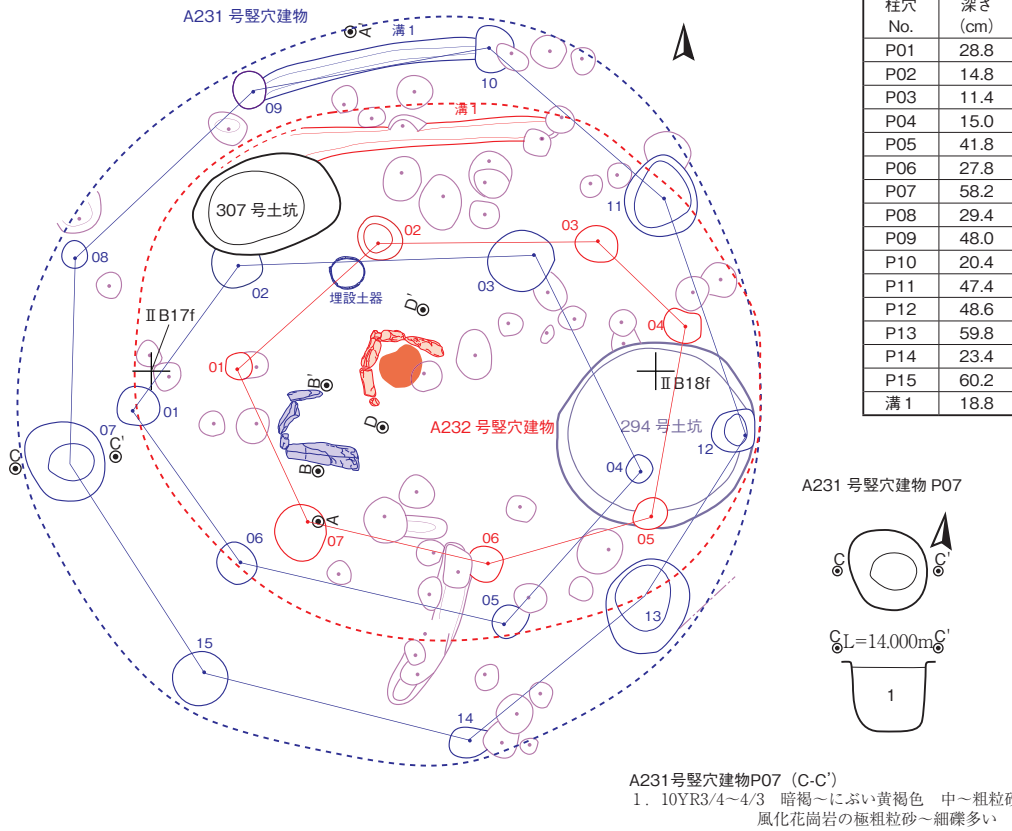 A231 号竪穴建物
A'
溝1
10
09
溝1
307 号土坑
11
02
03
08
02
03
埋設土器
ⅡB17f
D'
04
01
B'
ⅡB18f
01
A232 号竪穴建物
294 号土坑
07
C'
D
12
C
B
04
A
07
05
06
06
05
13
15
14
柱穴 深さ
No. (cm)
P01 28.8
P02 14.8
P03 11.4
P04 15.0
P05 41.8
P06 27.8
P07 58.2
P08 29.4
P09 48.0
P10 20.4
P11 47.4
P12 48.6
P13 59.8
P14 23.4
P15 60.2
溝1 18.8
A231 号竪穴建物 P07
C C'
C L=14.000m C'
1
A231号竪穴建物P07（C-C'）
1. 10YR3/4～4/3 暗褐～にぶい黄褐色 中～粗粒砂
風化花崗岩の極粗粒砂～細礫多い